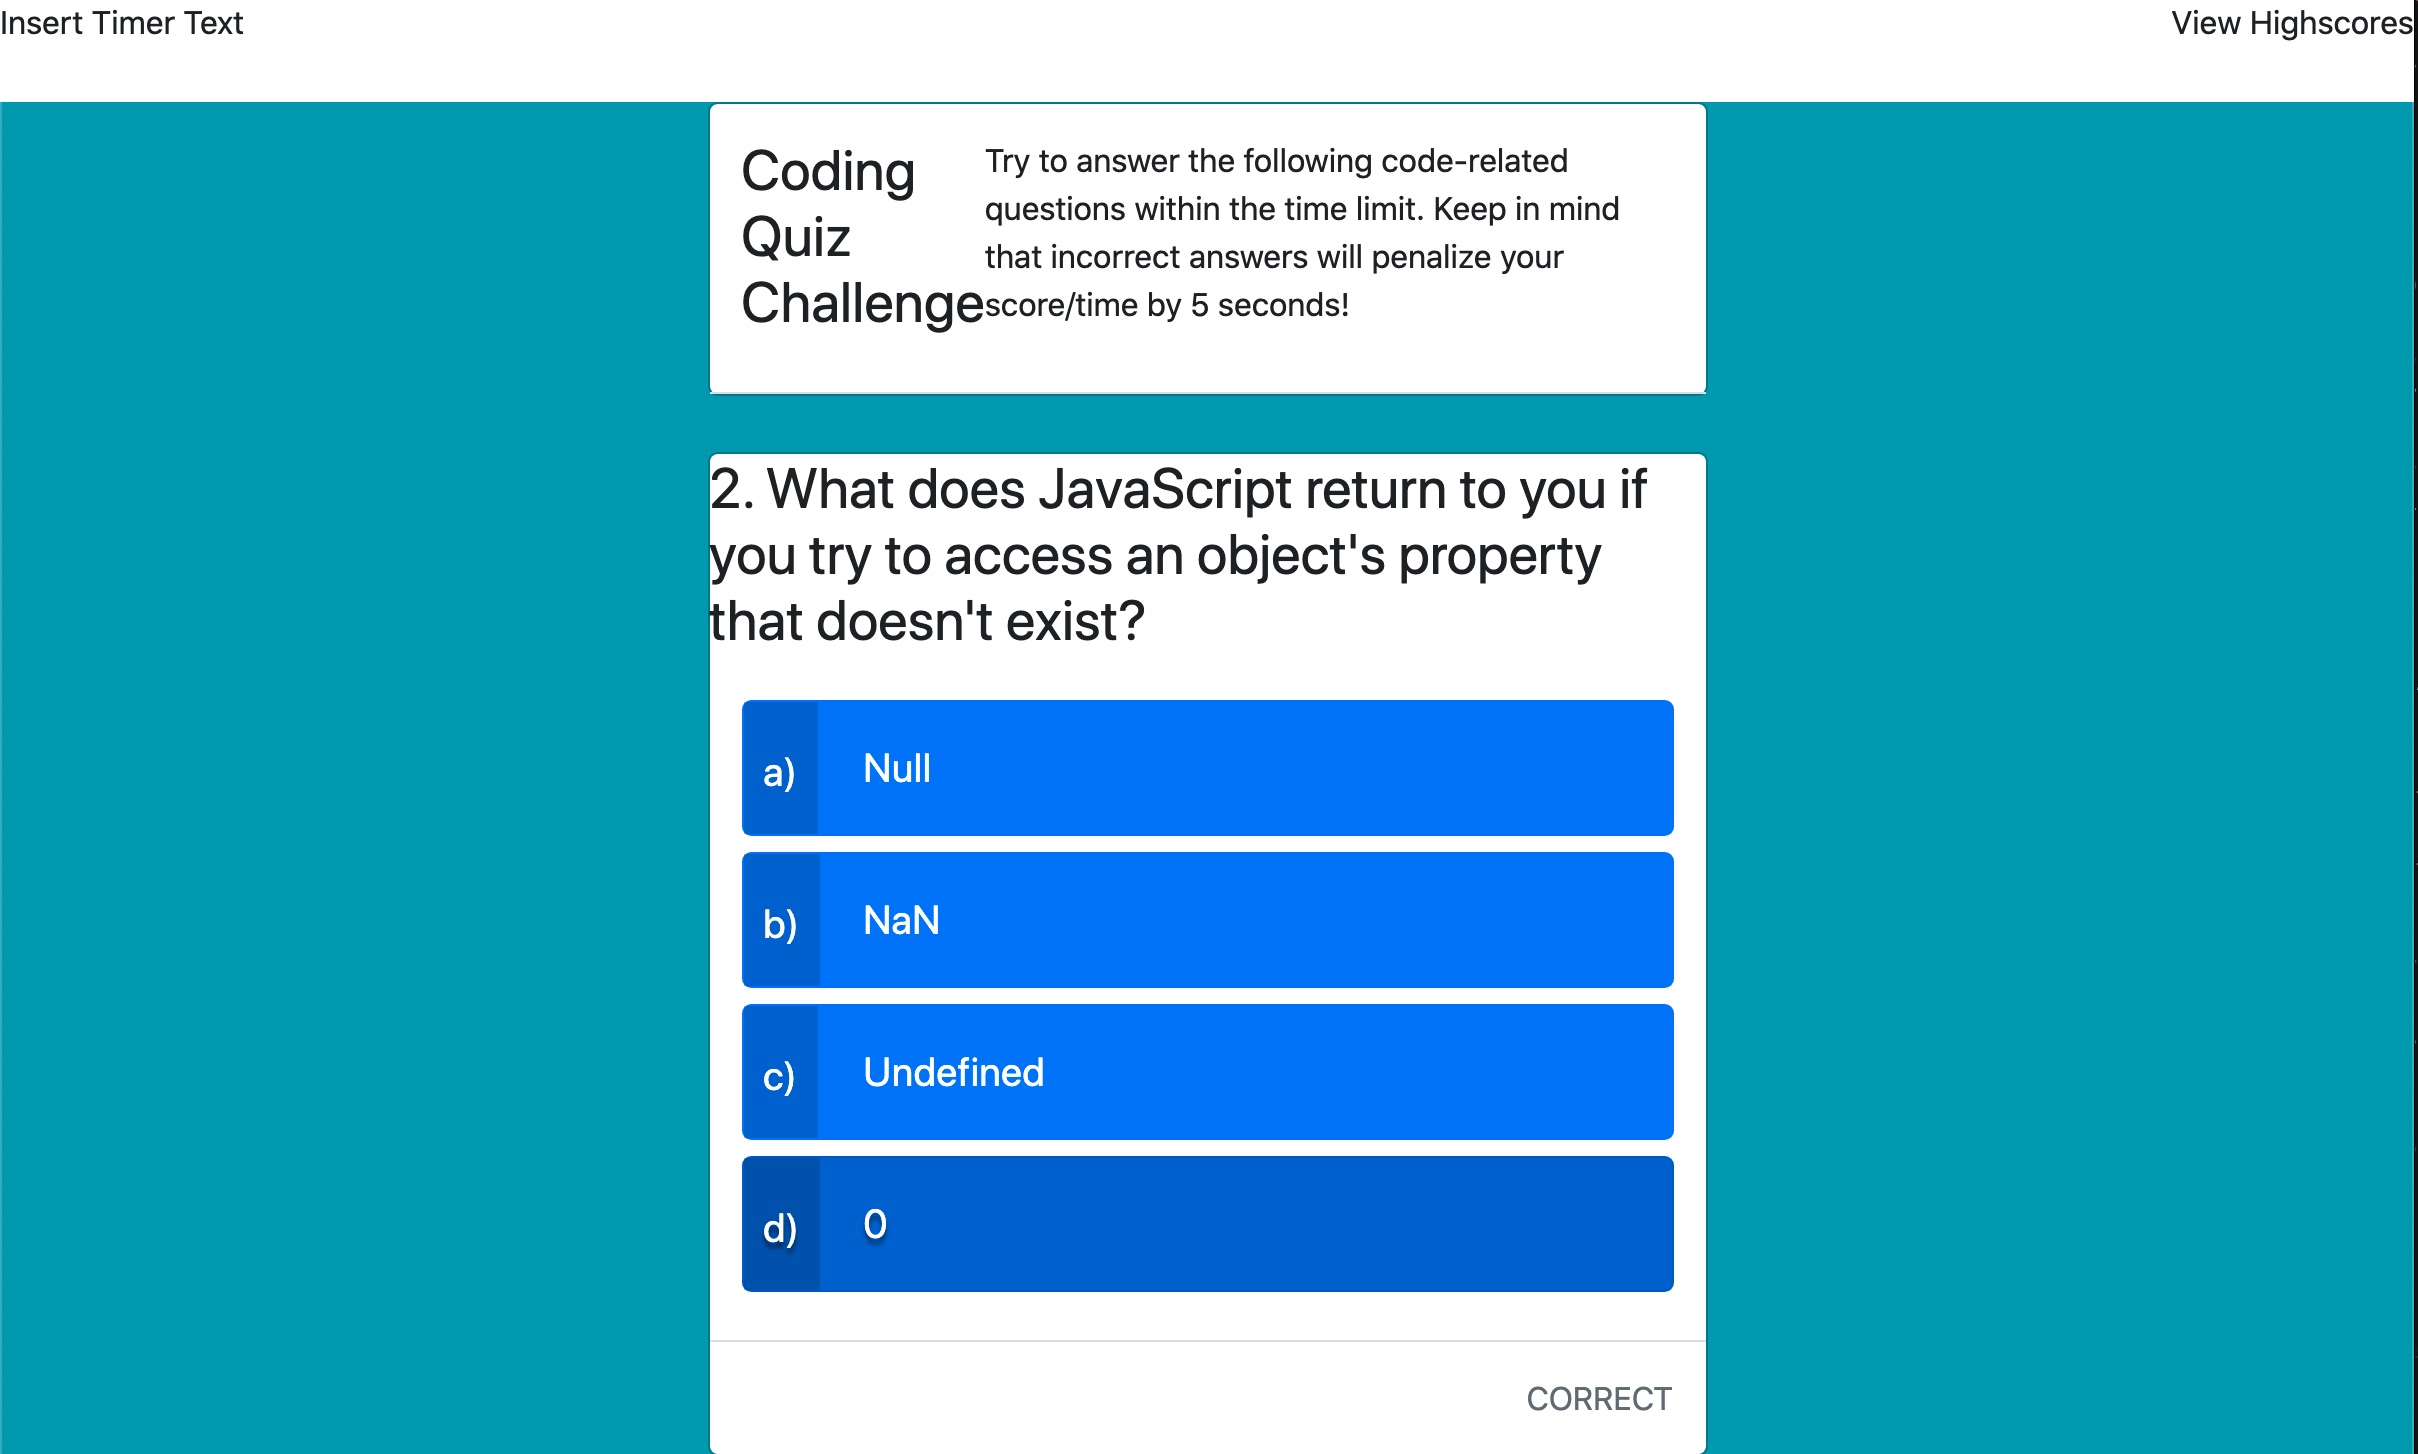 Insert Timer Text
View Highscores
Coding
Quiz
Challenge
Try to answer the following code-related
questions within the time limit. Keep in mind
that incorrect answers will penalize your
score/time by 5 seconds!
2. What does JavaScript return to you if
you try to access an object's property
that doesn't exist?
a) Null
b) NaN
c) Undefined
d) 0
CORRECT